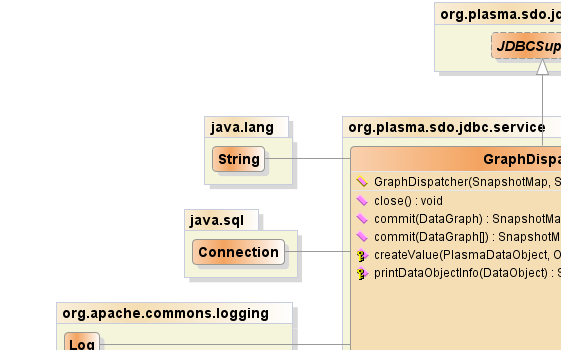 org.plasma.sdo.jd
JDBCSup
java.lang
String
org.plasma.sdo.jdbc.service
GraphDispa
GraphDispatcher(SnapshotMap, S
close() : void
commit(DataGraph) : SnapshotMa
commit(DataGraph[]) : SnapshotM
createValue(PlasmaDataObject, O
printDataObjectInfo(DataObject) : S
java.sql
Connection
org.apache.commons.logging
Log